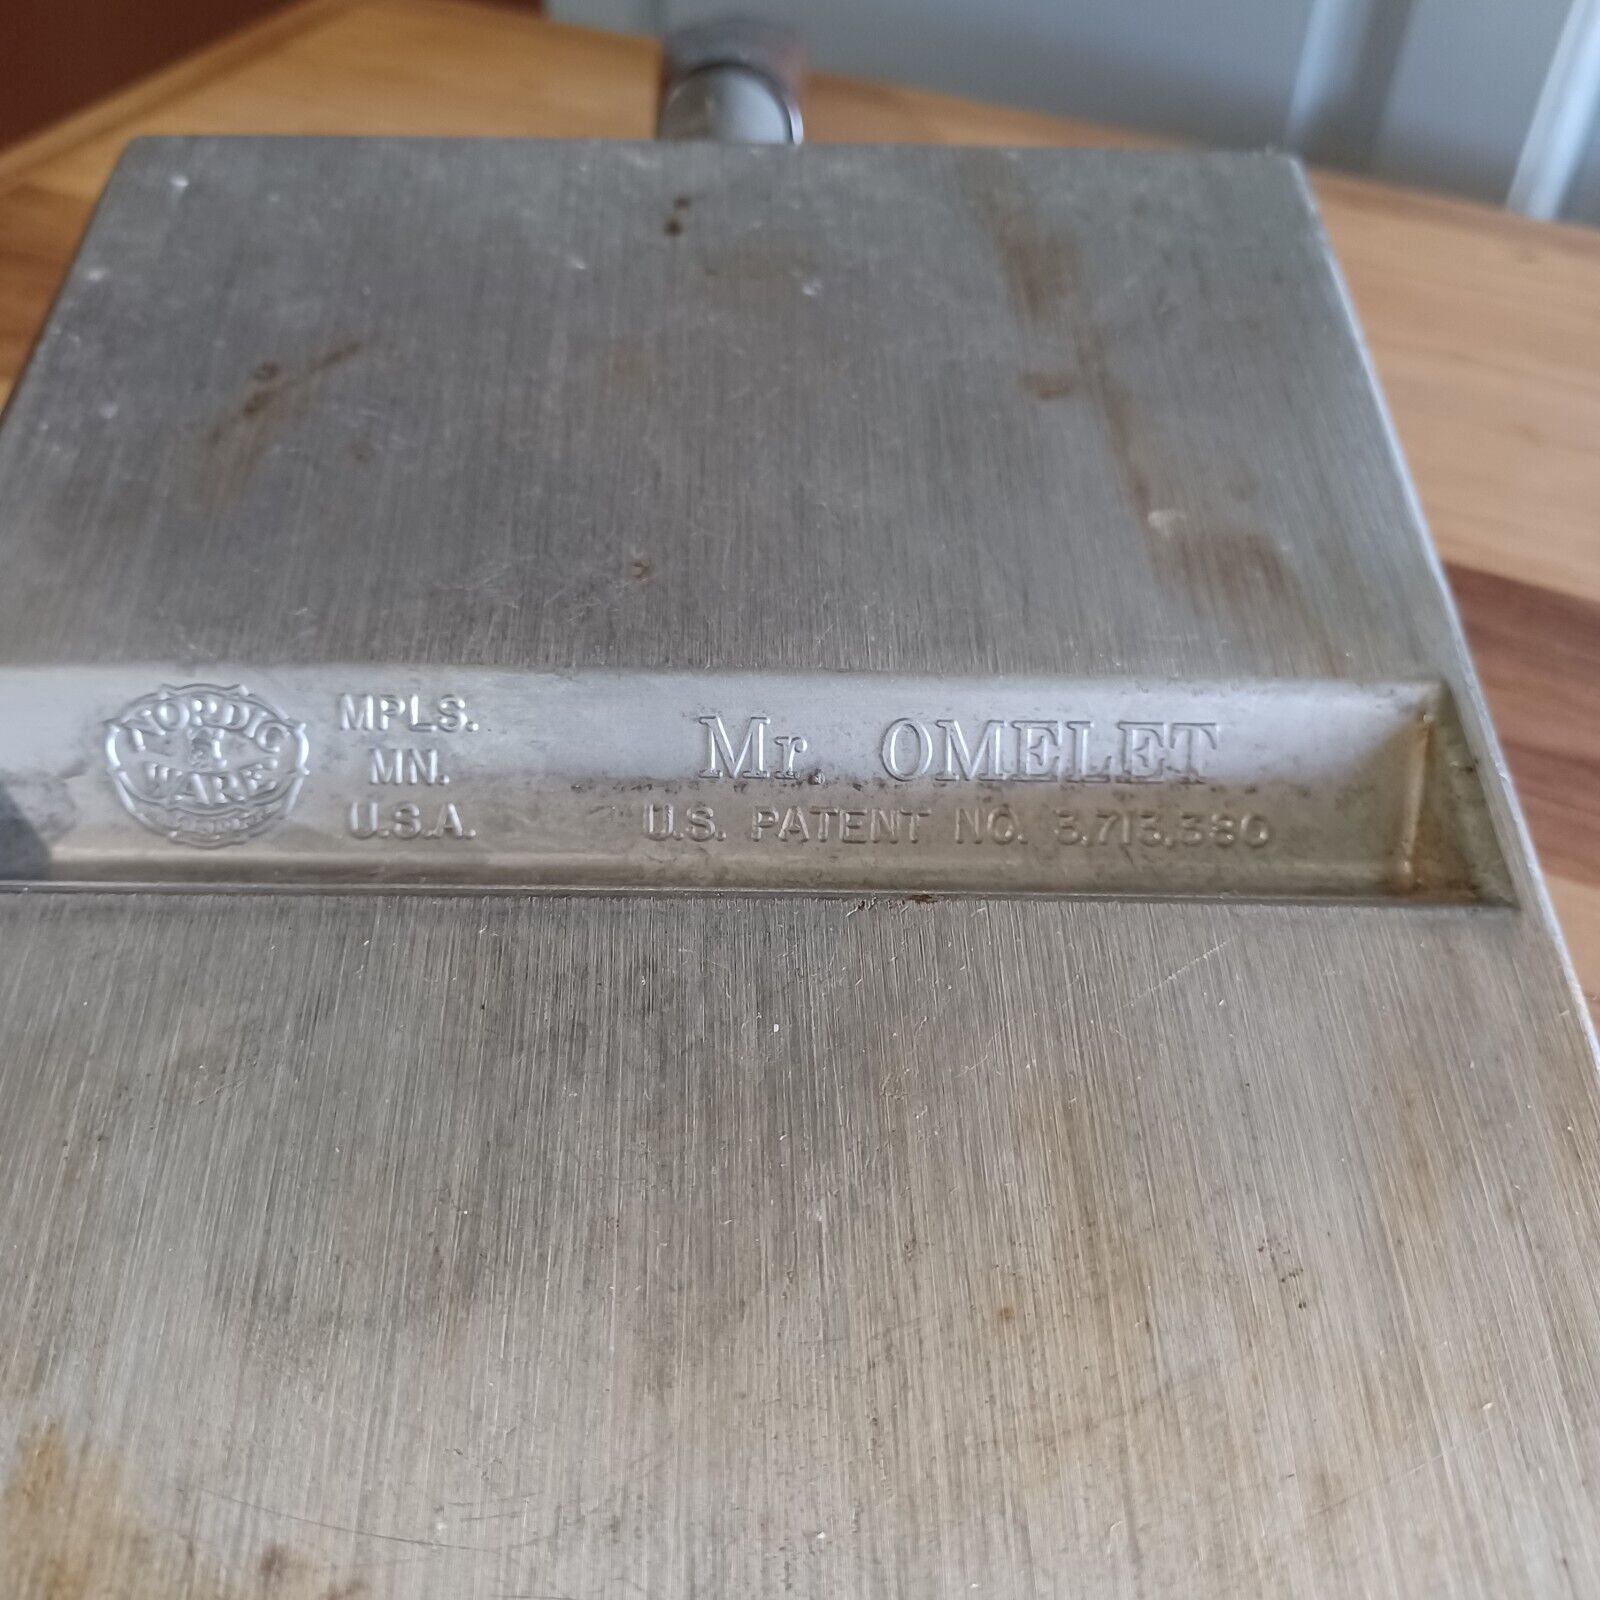 NORDIC
WARE
MPLS.
MN.
U.S.A.
Mr. OMELET
U.S. PATENT NO. 3,713,380